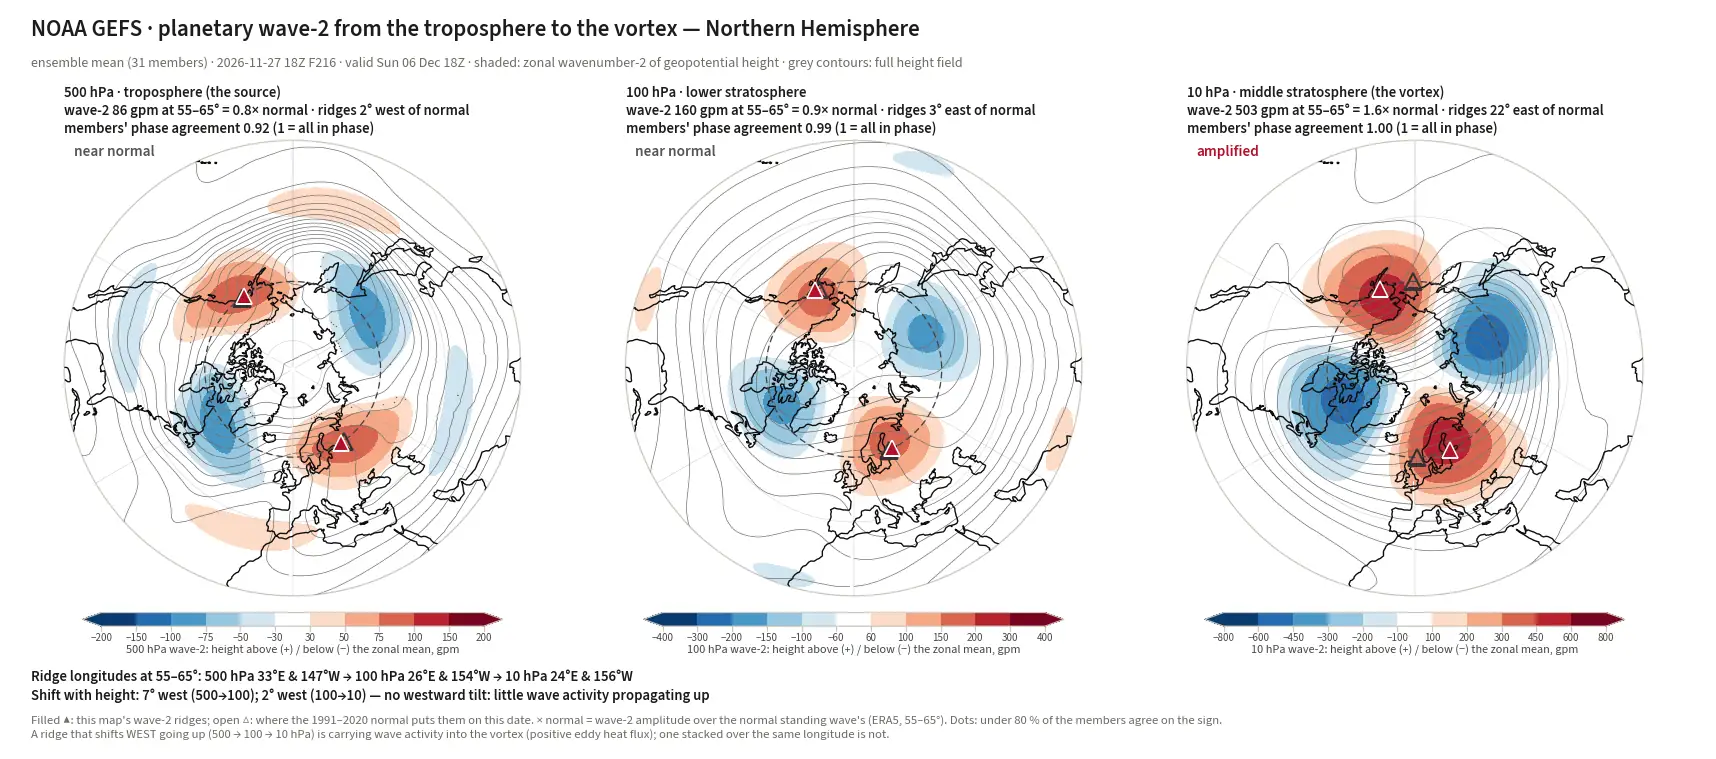 NOAA GEFS · planetary wave-2 from the troposphere to the vortex — Northern Hemisphere
ensemble mean (31 members) · 2026-11-27 18Z F216 · valid Sun 06 Dec 18Z · shaded: zonal wavenumber-2 of geopotential height · grey contours: full height field
500 hPa · troposphere (the source)
wave-2 86 gpm at 55–65° = 0.8× normal · ridges 2° west of normal
members' phase agreement 0.92 (1 = all in phase)
near normal
100 hPa · lower stratosphere
wave-2 160 gpm at 55–65° = 0.9× normal · ridges 3° east of normal
members' phase agreement 0.99 (1 = all in phase)
near normal
10 hPa · middle stratosphere (the vortex)
wave-2 503 gpm at 55–65° = 1.6× normal · ridges 22° east of normal
members' phase agreement 1.00 (1 = all in phase)
amplified
−200 −150 −100 −75 −50 −30 30 50 75 100 150 200
500 hPa wave-2: height above (+) / below (−) the zonal mean, gpm
−400 −300 −200 −150 −100 −60 60 100 150 200 300 400
100 hPa wave-2: height above (+) / below (−) the zonal mean, gpm
−800 −600 −450 −300 −200 −100 100 200 300 450 600 800
10 hPa wave-2: height above (+) / below (−) the zonal mean, gpm
Ridge longitudes at 55–65°: 500 hPa 33°E & 147°W → 100 hPa 26°E & 154°W → 10 hPa 24°E & 156°W
Shift with height: 7° west (500→100); 2° west (100→10) — no westward tilt: little wave activity propagating up
Filled ▲: this map's wave-2 ridges; open △: where the 1991–2020 normal puts them on this date. × normal = wave-2 amplitude over the normal standing wave's (ERA5, 55–65°). Dots: under 80 % of the members agree on the sign.
A ridge that shifts WEST going up (500 → 100 → 10 hPa) is carrying wave activity into the vortex (positive eddy heat flux); one stacked over the same longitude is not.